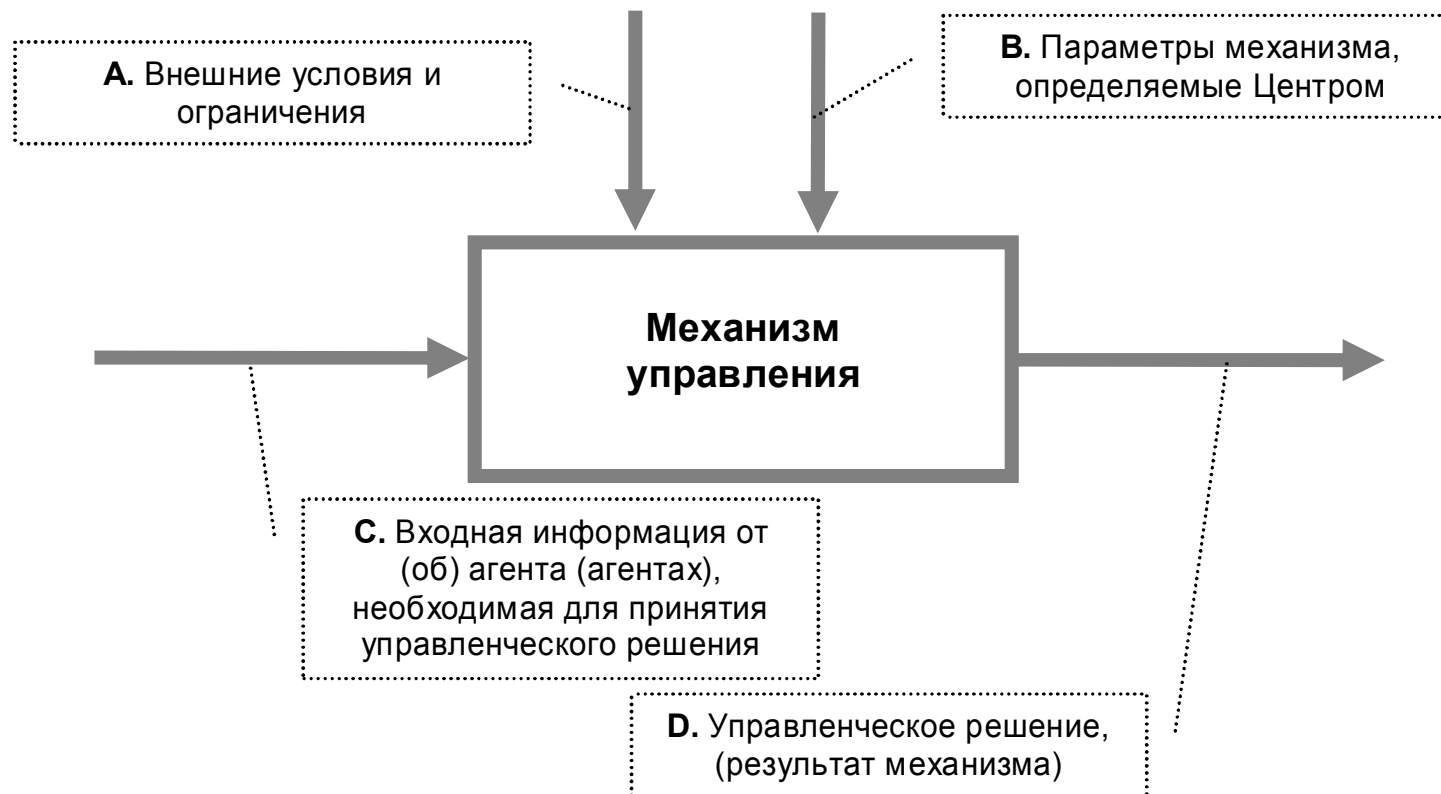 A. Внешние условия и
ограничения
B. Параметры механизма,
определяемые Центром
Механизм
управления
C. Входная информация от
(об) агента (агентах),
необходимая для принятия
управленческого решения
D. Управленческое решение,
(результат механизма)